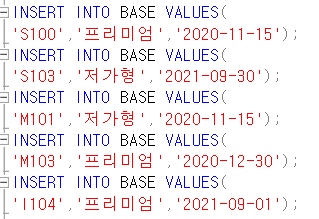 INSERT INTO BASE VALUES(
'S100','프리미엄','2020-11-15');
INSERT INTO BASE VALUES(
'S103','저가형','2021-09-30');
INSERT INTO BASE VALUES(
'M101','저가형','2020-11-15');
INSERT INTO BASE VALUES(
'M103','프리미엄','2020-12-30');
INSERT INTO BASE VALUES(
'I104','프리미엄','2021-09-01');